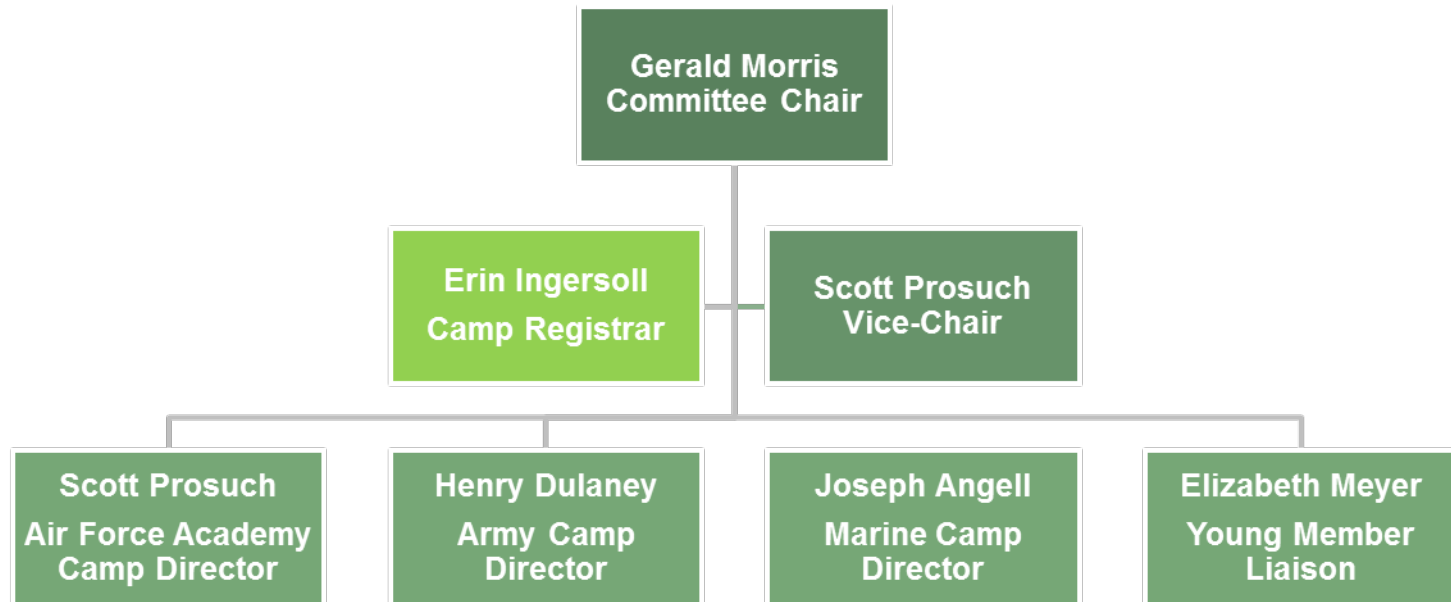 Gerald Morris
Committee Chair
Erin Ingersoll
Camp Registrar
Scott Prosuch
Vice-Chair
Scott Prosuch
Air Force Academy
Camp Director
Henry Dulaney
Army Camp
Director
Joseph Angell
Marine Camp
Director
Elizabeth Meyer
Young Member
Liaison